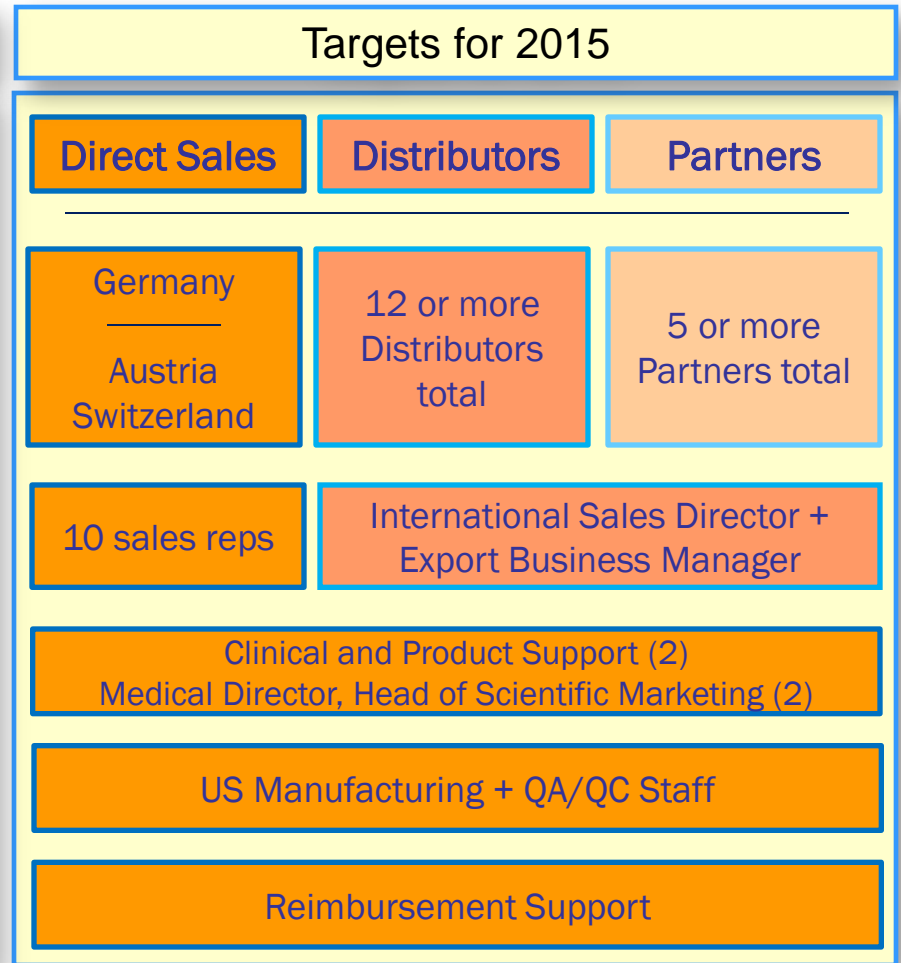 Targets for 2015
Direct Sales
Distributors
Partners
Germany
Austria
Switzerland
12 or more
Distributors
total
5 or more
Partners total
10 sales reps
International Sales Director +
Export Business Manager
Clinical and Product Support (2)
Medical Director, Head of Scientific Marketing (2)
US Manufacturing + QA/QC Staff
Reimbursement Support